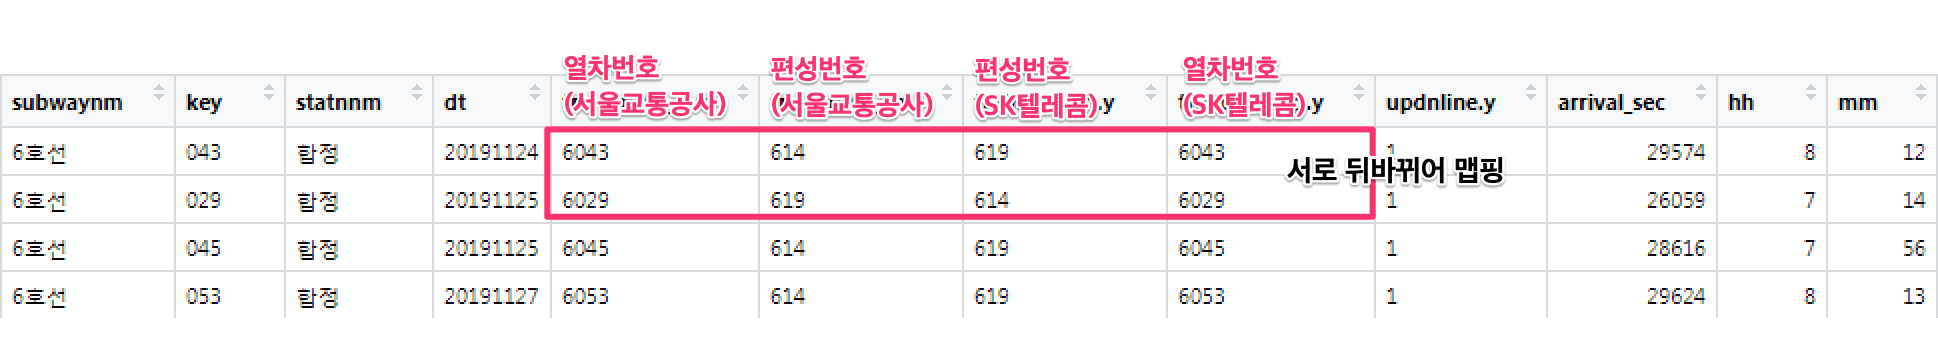 열차번호 편성번호 편성번호 열차번호
(서울교통공사) (서울교통공사) (SK텔레콤) (SK텔레콤)
subwaynm key statnnm dt .y .y updnline.y arrival_sec hh mm
6호선 043 합정 20191124 6043 614 619 6043 1 29574 8 12
서로 뒤바뀌어 맵핑
6호선 029 합정 20191125 6029 619 614 6029 1 26059 7 14
6호선 045 합정 20191125 6045 614 619 6045 1 28616 7 56
6호선 053 합정 20191127 6053 614 619 6053 1 29624 8 13